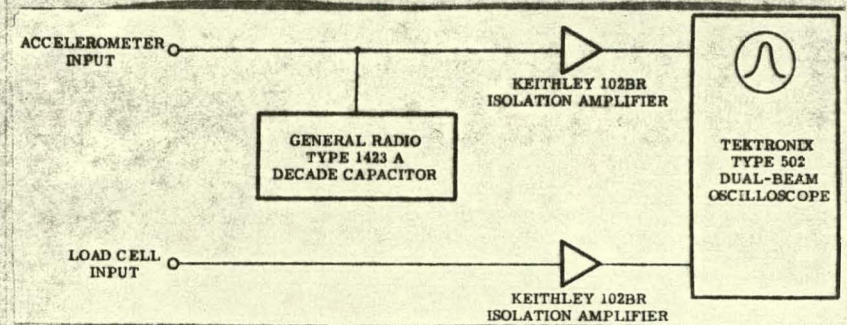 ACCELEROMETER
INPUT
KEITHLEY 102BR
ISOLATION AMPLIFIER
GENERAL RADIO
TYPE 1423 A
DECADE CAPACITOR
TEKTRONIX
TYPE 502
DUAL-BEAM
OSCILLOSCOPE
LOAD CELL
INPUT
KEITHLEY 102BR
ISOLATION AMPLIFIER